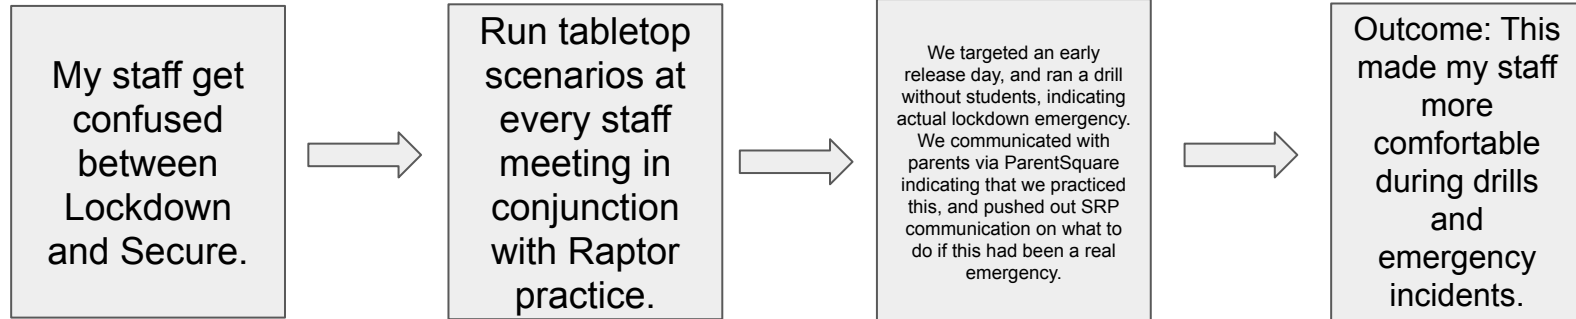 My staff get
confused
between
Lockdown
and Secure.
Run tabletop
scenarios at
every staff
meeting in
conjunction
with Raptor
practice.
We targeted an early
release day, and ran a drill
without students, indicating
actual lockdown emergency.
We communicated with
parents via ParentSquare
indicating that we practiced
this, and pushed out SRP
communication on what to
do if this had been a real
emergency.
Outcome: This
made my staff
more
comfortable
during drills
and
emergency
incidents.